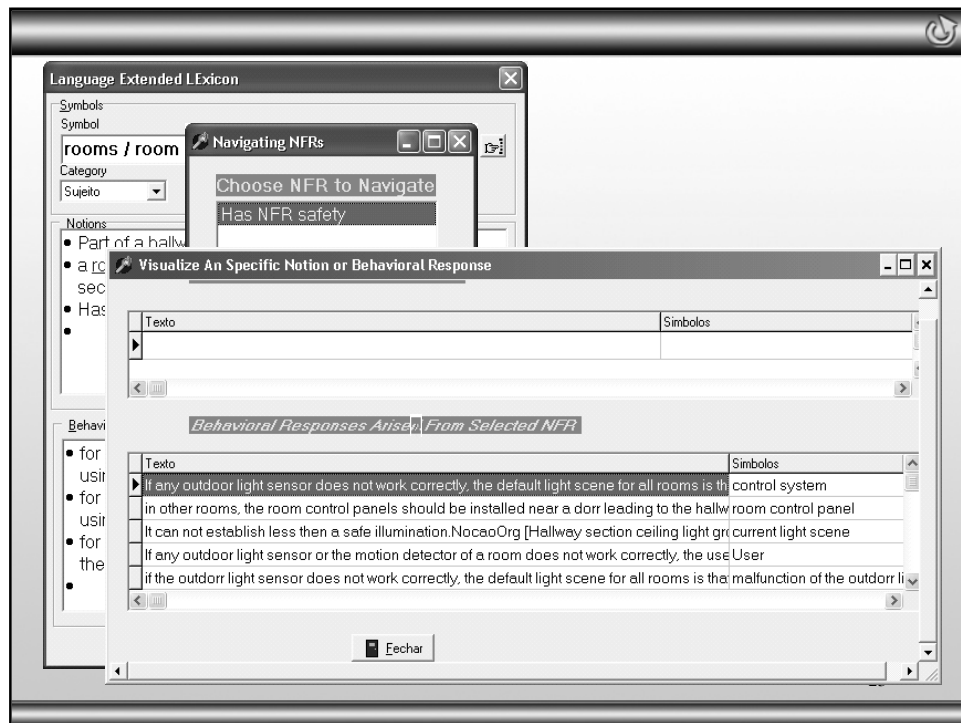 Language Extended LExicon
Symbols
Symbol
rooms / room
Category
Sujeito
Navigating NFRs
Choose NFR to Navigate
Has NFR safety
Notions
Part of a hallw
a ro
sec
Has
Behavi
for
usin
for
usin
for
the
Visualize An Specific Notion or Behavioral Response
Texto Simbolos
Behavioral Responses Arisen From Selected NFR
Texto Simbolos
If any outdoor light sensor does not work correctly, the default light scene for all rooms is th control system
in other rooms, the room control panels should be installed near a dorr leading to the hallw room control panel
It can not establish less then a safe illumination.NocaoOrg [Hallway section ceiling light gr current light scene
If any outdoor light sensor or the motion detector of a room does not work correctly, the use User
if the outdorr light sensor does not work correctly, the default light scene for all rooms is tha malfunction of the outdorr li
Fechar